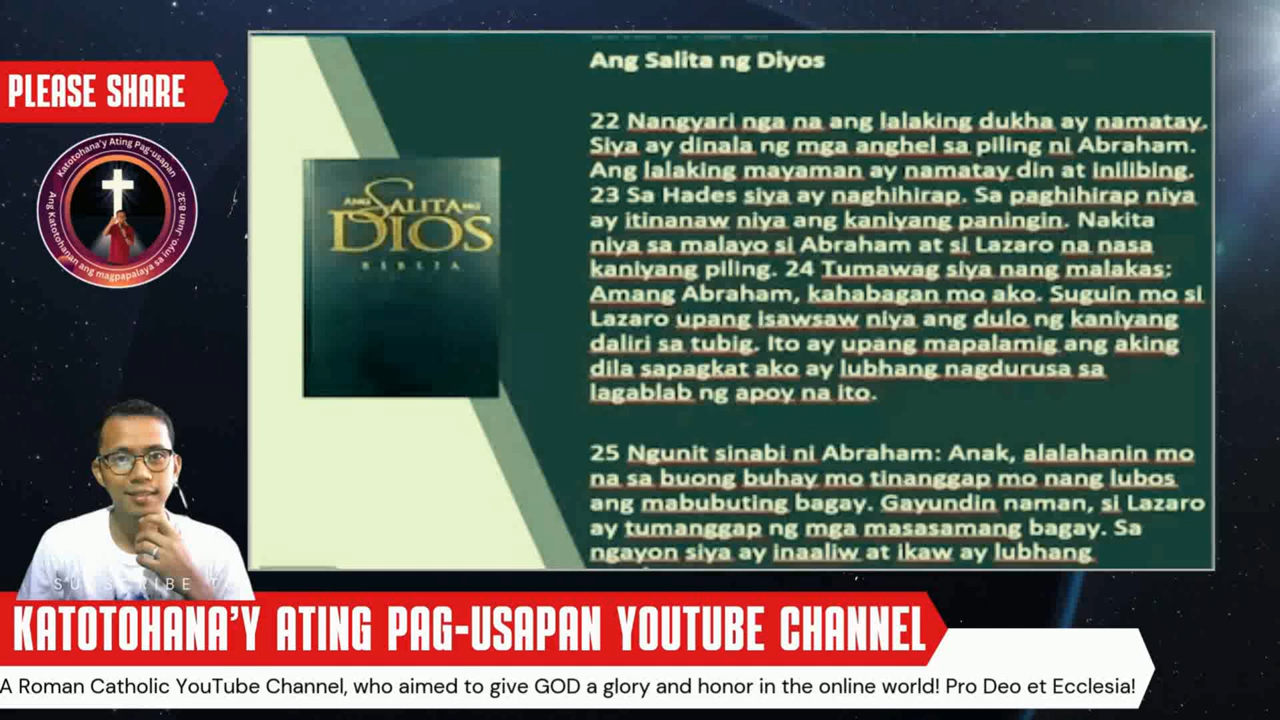 PLEASE SHARE
Katotohana'y Ating Pag-usapan
Ang Katotohanan ang magpapalaya sa inyo. Juan 8:32
Ang Salita ng Diyos
22 Nangyari nga na ang lalaking dukha ay namatay.
Siya ay dinala ng mga anghel sa piling ni Abraham.
Ang lalaking mayaman ay namatay din at inilibing.
23 Sa Hades siya ay naghihirap. Sa paghihirap niya
ay itinanaw niya ang kaniyang paningin. Nakita
niya sa malayo si Abraham at si Lazaro na nasa
kaniyang piling. 24 Tumawag siya nang malakas:
Amang Abraham, kahabagan mo ako. Suguin mo si
Lazaro upang isawsaw niya ang dulo ng kaniyang
daliri sa tubig. Ito ay upang mapalamig ang aking
dila sapagkat ako ay lubhang nagdurusa sa
lagablab ng apoy na ito.
25 Ngunit sinabi ni Abraham: Anak, alalahanin mo
na sa buong buhay mo tinanggap mo nang lubos
ang mabubuting bagay. Gayundin naman, si Lazaro
ay tumanggap ng mga masasamang bagay. Sa
ngayon siya ay inaaliw at ikaw ay lubhang
ANG SALITA NG
DIOS
BIBLIA
SUBSCRIBE
KATOTOHANA'Y ATING PAG-USAPAN YOUTUBE CHANNEL
A Roman Catholic YouTube Channel, who aimed to give GOD a glory and honor in the online world! Pro Deo et Ecclesia!